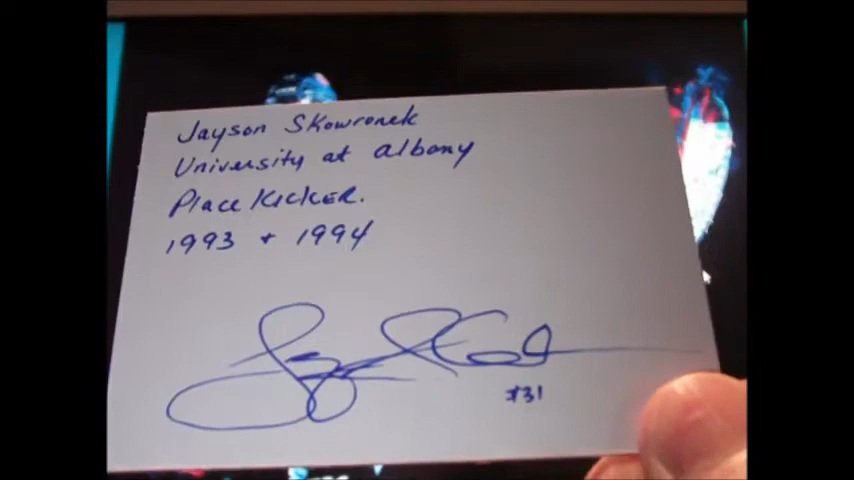 Jayson Skowronek
University at Albany
Place Kicker.
1993 + 1994
#31